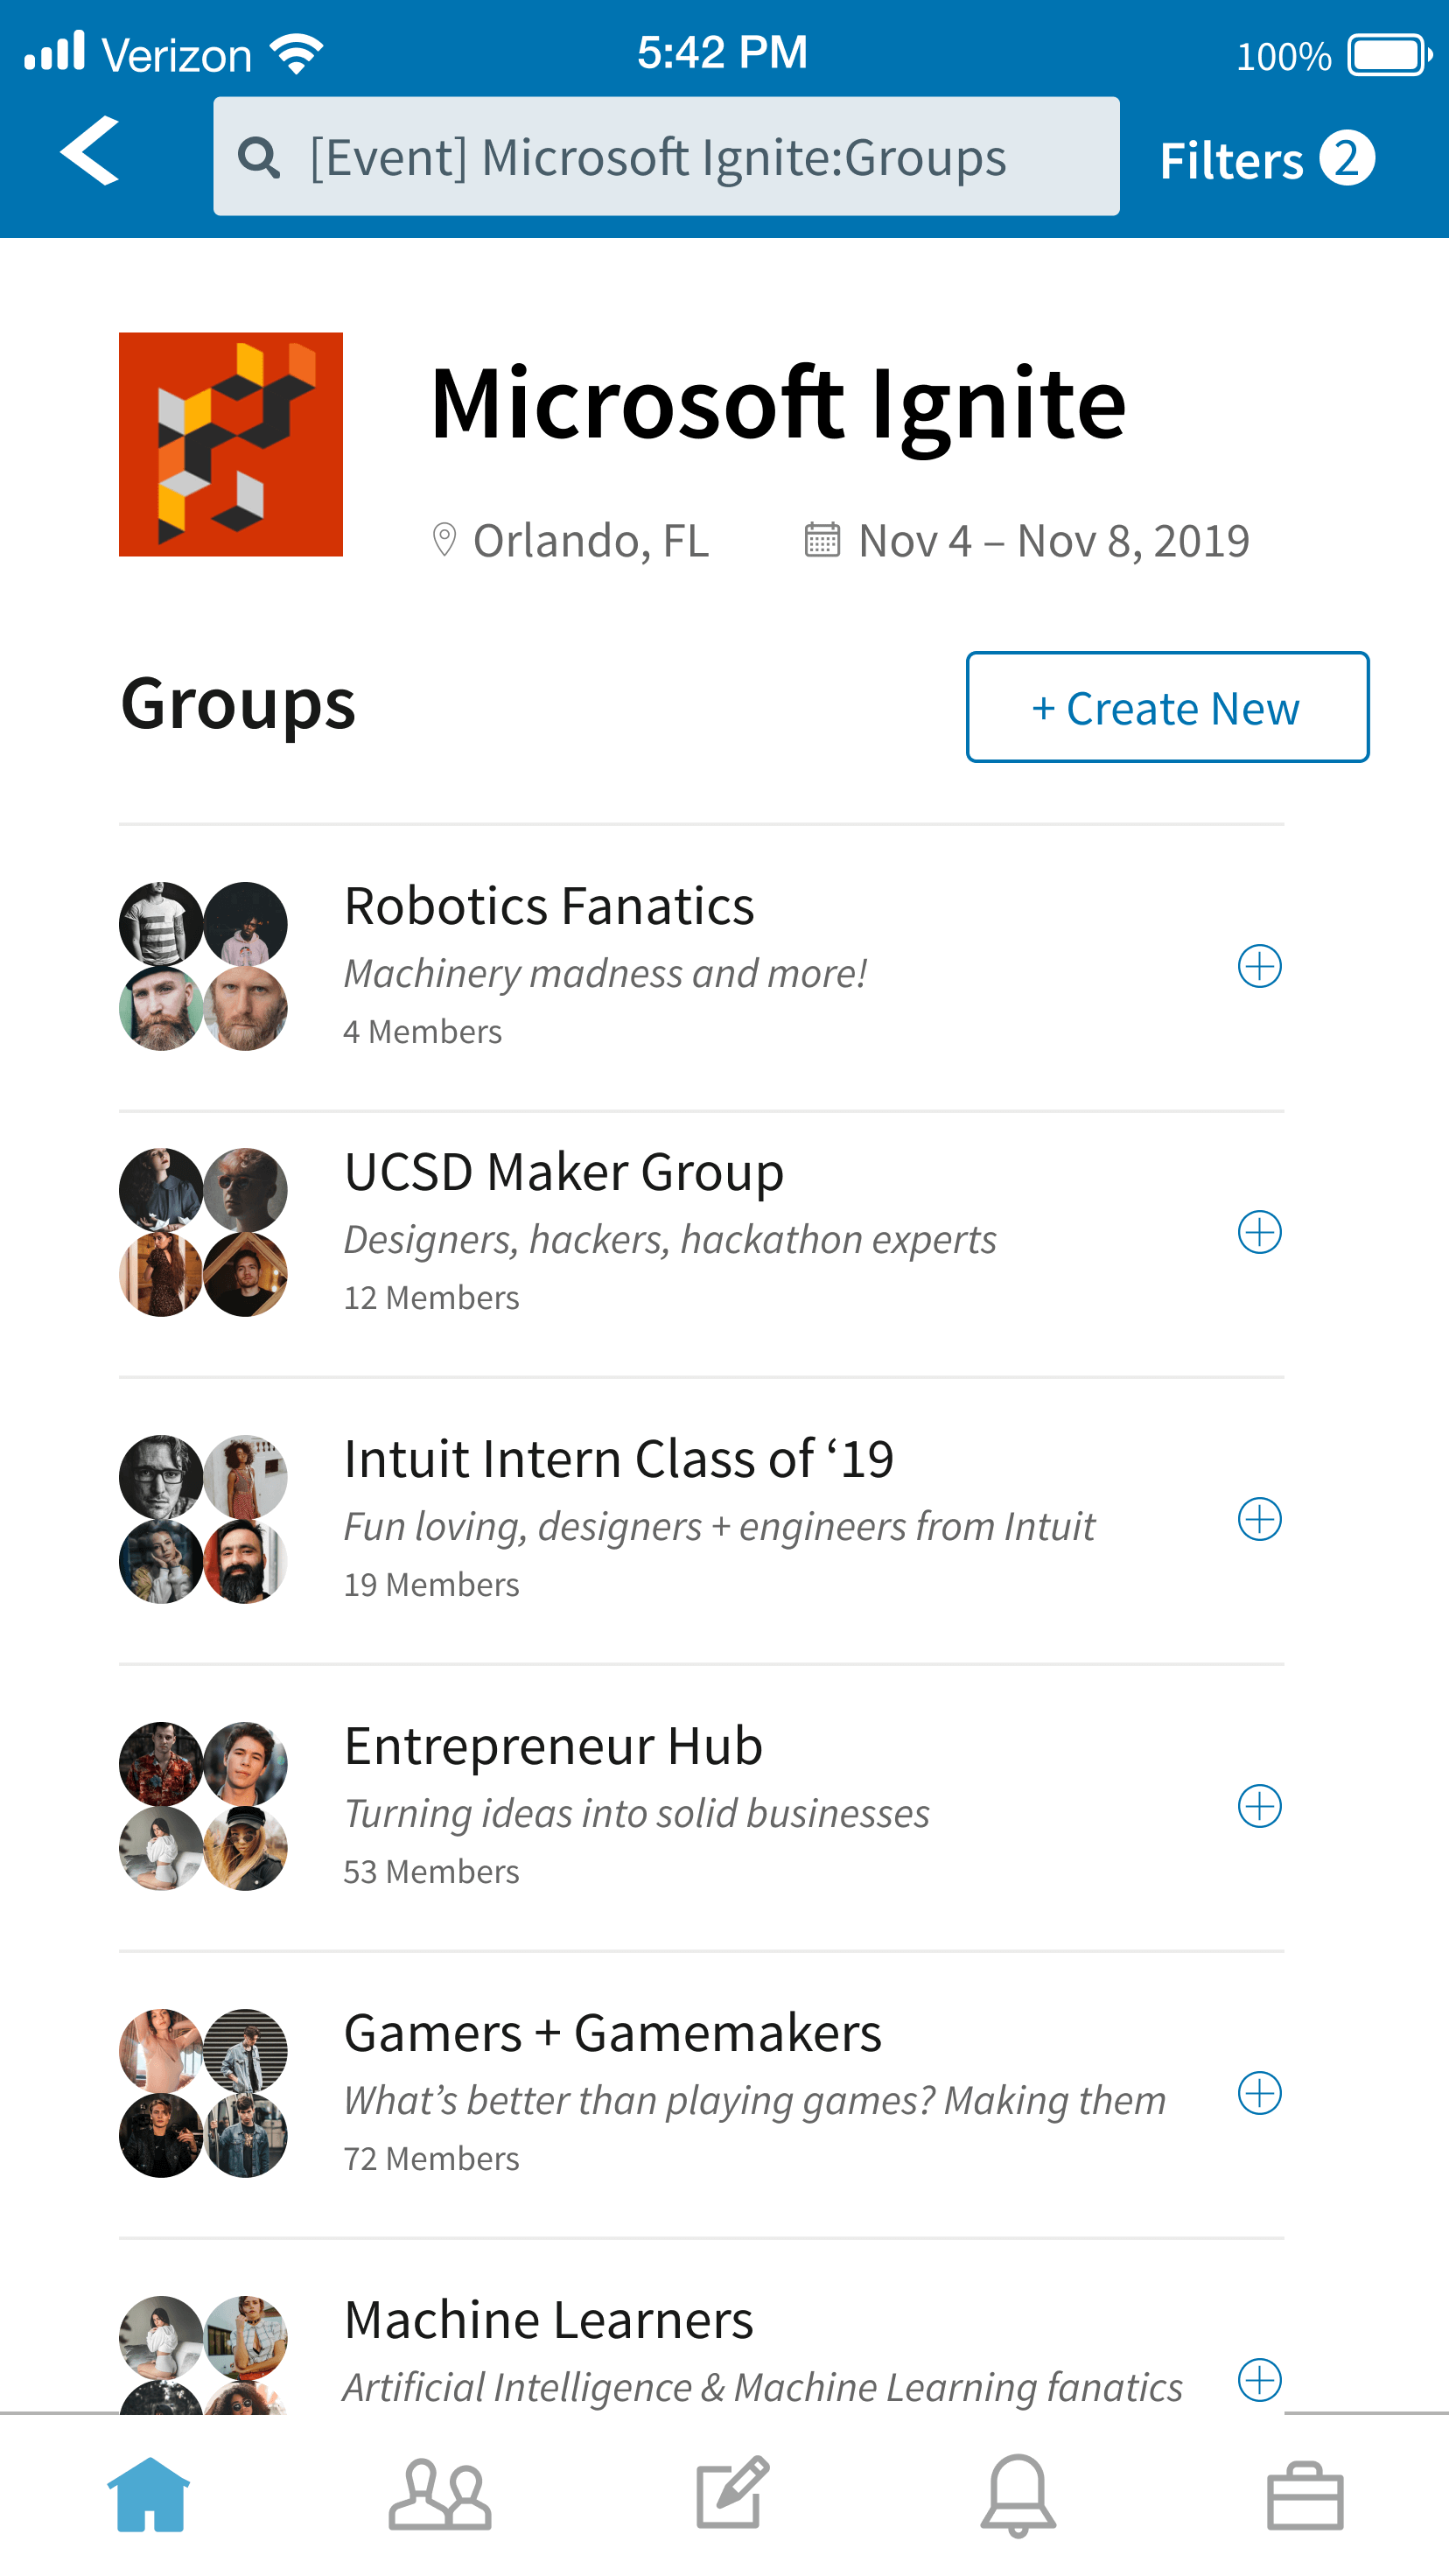 Verizon 5:42 PM 100%
[Event] Microsoft Ignite:Groups Filters 2
Microsoft Ignite
Orlando, FL Nov 4 – Nov 8, 2019
Groups + Create New
Robotics Fanatics
Machinery madness and more!
4 Members
UCSD Maker Group
Designers, hackers, hackathon experts
12 Members
Intuit Intern Class of ‘19
Fun loving, designers + engineers from Intuit
19 Members
Entrepreneur Hub
Turning ideas into solid businesses
53 Members
Gamers + Gamemakers
What’s better than playing games? Making them
72 Members
Machine Learners
Artificial Intelligence & Machine Learning fanatics